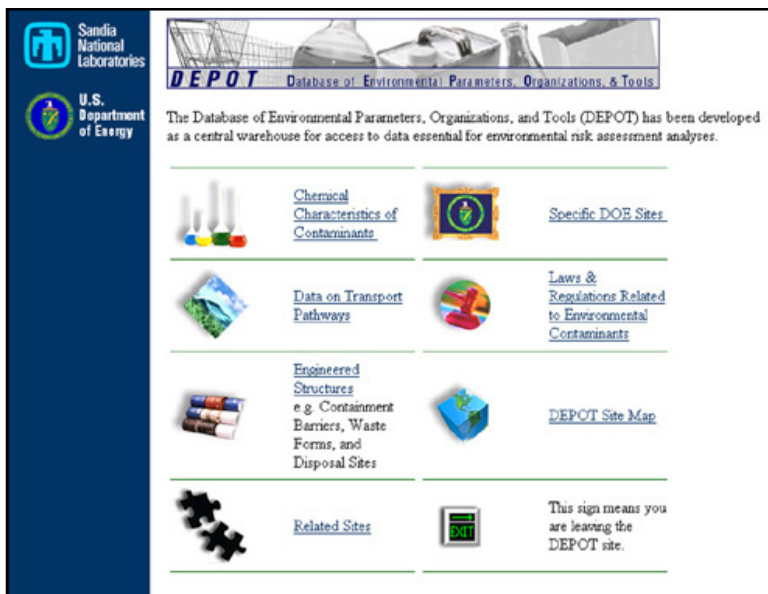 Sandia
National
Laboratories
U.S.
Department
of Energy
DEPOT Database of Environmental Parameters, Organizations, & Tools
The Database of Environmental Parameters, Organizations, and Tools (DEPOT) has been developed
as a central warehouse for access to data essential for environmental risk assessment analyses.
Chemical
Characteristics of
Contaminants
Specific DOE Sites
Data on Transport
Pathways
Laws &
Regulations Related
to Environmental
Contaminants
Engineered
Structures
e.g. Containment
Barriers, Waste
Forms, and
Disposal Sites
DEPOT Site Map
Related Sites
EXIT
This sign means you
are leaving the
DEPOT site.